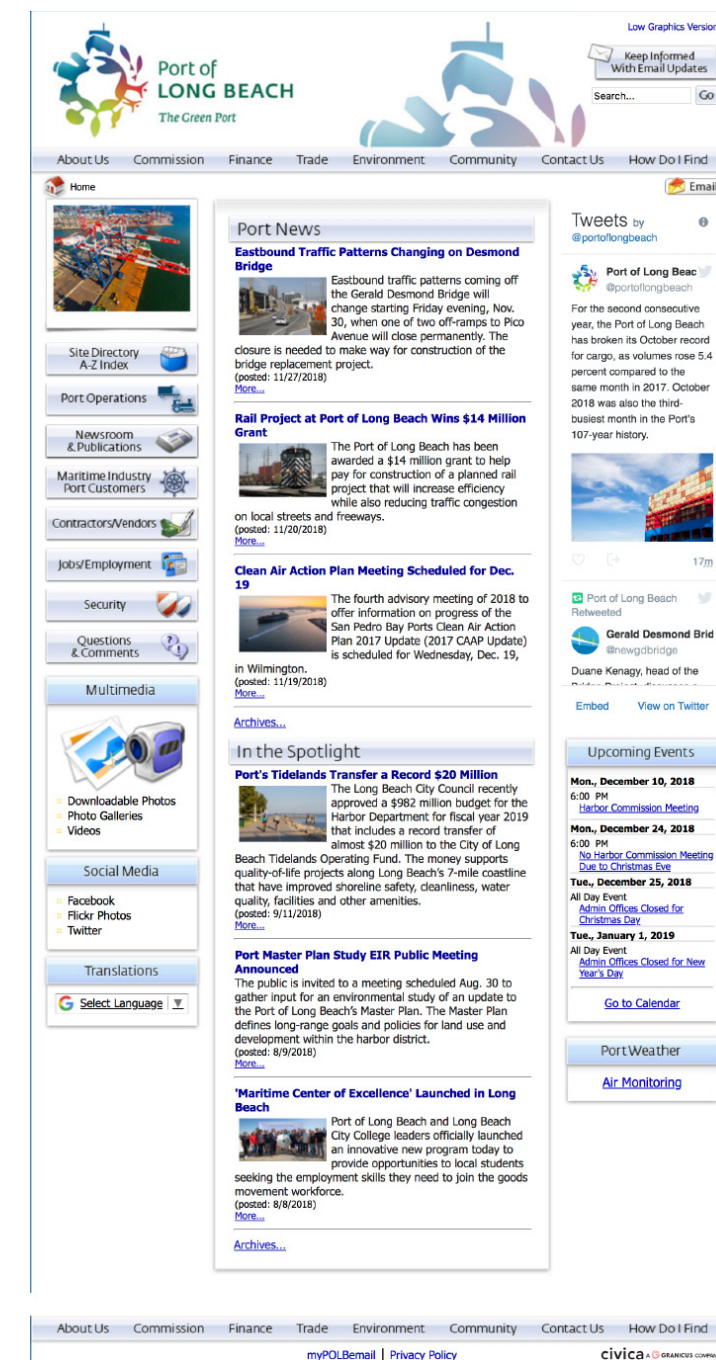 Low Graphics Version
Port of
LONG BEACH
The Green Port
Keep Informed
With Email Updates
Search... Go
About Us Commission Finance Trade Environment Community Contact Us How Do I Find
Home
Email
Site Directory
A-Z Index
Port Operations
Newsroom
& Publications
Maritime Industry
Port Customers
Contractors/Vendors
Jobs/Employment
Security
Questions
& Comments
Multimedia
Downloadable Photos
Photo Galleries
Videos
Social Media
Facebook
Flickr Photos
Twitter
Translations
G Select Language ▼
Port News
Eastbound Traffic Patterns Changing on Desmond
Bridge
Eastbound traffic patterns coming off
the Gerald Desmond Bridge will
change starting Friday evening, Nov.
30, when one of two off-ramps to Pico
Avenue will close permanently. The
closure is needed to make way for construction of the
bridge replacement project.
(posted: 11/27/2018)
More...
Rail Project at Port of Long Beach Wins $14 Million
Grant
The Port of Long Beach has been
awarded a $14 million grant to help
pay for construction of a planned rail
project that will increase efficiency
while also reducing traffic congestion
on local streets and freeways.
(posted: 11/20/2018)
More...
Clean Air Action Plan Meeting Scheduled for Dec.
19
The fourth advisory meeting of 2018 to
offer information on progress of the
San Pedro Bay Ports Clean Air Action
Plan 2017 Update (2017 CAAP Update)
is scheduled for Wednesday, Dec. 19,
in Wilmington.
(posted: 11/19/2018)
More...
Archives...
In the Spotlight
Port's Tidelands Transfer a Record $20 Million
The Long Beach City Council recently
approved a $982 million budget for the
Harbor Department for fiscal year 2019
that includes a record transfer of
almost $20 million to the City of Long
Beach Tidelands Operating Fund. The money supports
quality-of-life projects along Long Beach's 7-mile coastline
that have improved shoreline safety, cleanliness, water
quality, facilities and other amenities.
(posted: 9/11/2018)
More...
Port Master Plan Study EIR Public Meeting
Announced
The public is invited to a meeting scheduled Aug. 30 to
gather input for an environmental study of an update to
the Port of Long Beach's Master Plan. The Master Plan
defines long-range goals and policies for land use and
development within the harbor district.
(posted: 8/9/2018)
More...
'Maritime Center of Excellence' Launched in Long
Beach
Port of Long Beach and Long Beach
City College leaders officially launched
an innovative new program today to
provide opportunities to local students
seeking the employment skills they need to join the goods
movement workforce.
(posted: 8/8/2018)
More...
Archives...
Tweets by
@portoflongbeach
Port of Long Beac
@portoflongbeach
For the second consecutive
year, the Port of Long Beach
has broken its October record
for cargo, as volumes rose 5.4
percent compared to the
same month in 2017. October
2018 was also the third-
busiest month in the Port's
107-year history.
17m
Port of Long Beach
Retweeted
Gerald Desmond Brid
@newgdbridge
Duane Kenagy, head of the
Embed View on Twitter
Upcoming Events
Mon., December 10, 2018
6:00 PM
Harbor Commission Meeting
Mon., December 24, 2018
6:00 PM
No Harbor Commission Meeting
Due to Christmas Eve
Tue., December 25, 2018
All Day Event
Admin Offices Closed for
Christmas Day
Tue., January 1, 2019
All Day Event
Admin Offices Closed for New
Year's Day
Go to Calendar
Port Weather
Air Monitoring
About Us Commission Finance Trade Environment Community Contact Us How Do I Find
myPOLBemail | Privacy Policy
civica A GRANICUS